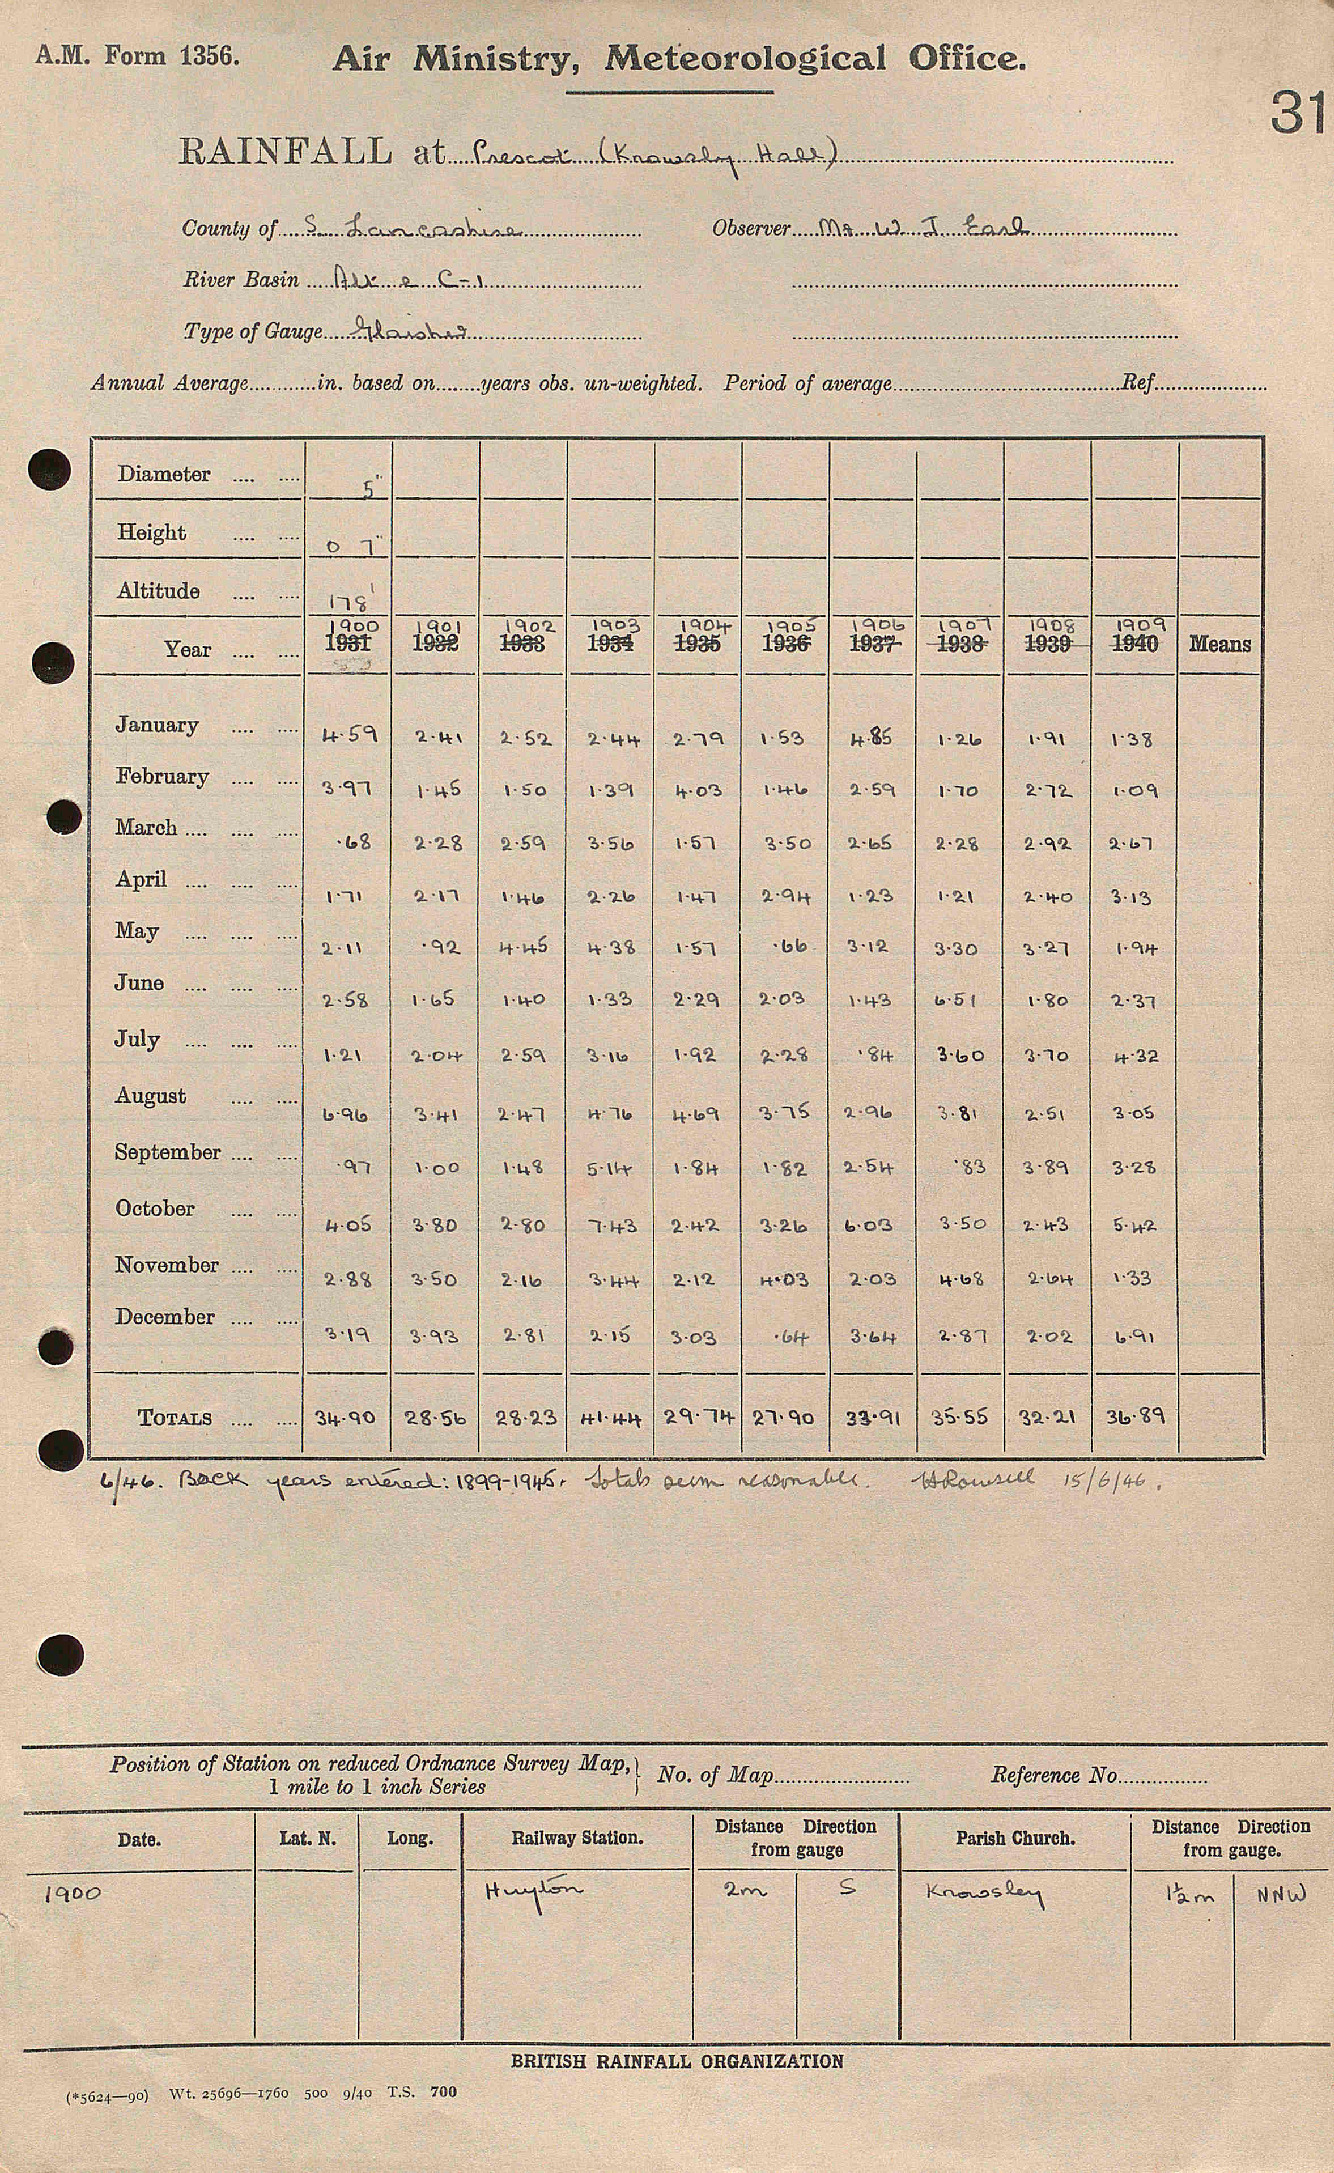 A.M. Form 1356. Air Ministry, Meteorological Office.
31
RAINFALL at Prescot (Knowsly Hall)
County of S. Lancashire Observer Mr W J Earl
River Basin Alt & C-1
Type of Gauge Glaisher
Annual Average in. based on years obs. un-weighted. Period of average Ref.
Diameter 5"
Height 0 7"
Altitude 178'
1900 1901 1902 1903 1904 1905 1906 1907 1908 1909
Year 1931 1932 1933 1934 1935 1936 1937 1938 1939 1940 Means
January 4.59 2.41 2.52 2.44 2.79 1.53 4.85 1.26 1.91 1.38
February 3.97 1.45 1.50 1.39 4.03 1.46 2.59 1.70 2.72 1.09
March .68 2.28 2.59 3.56 1.57 3.50 2.65 2.28 2.92 2.67
April 1.71 2.17 1.46 2.26 1.47 2.94 1.23 1.21 2.40 3.13
May 2.11 .92 4.45 4.38 1.57 .66 3.12 3.30 3.27 1.94
June 2.58 1.65 1.40 1.33 2.29 2.03 1.43 6.51 1.80 2.37
July 1.21 2.04 2.59 3.16 1.92 2.28 .84 3.60 3.70 4.32
August 6.96 3.41 2.47 4.76 4.69 3.75 2.96 3.81 2.51 3.05
September .97 1.00 1.48 5.14 1.84 1.82 2.54 .83 3.89 3.28
October 4.05 3.80 2.80 7.43 2.42 3.26 6.03 3.50 2.43 5.42
November 2.88 3.50 2.16 3.44 2.12 4.03 2.03 4.68 2.64 1.33
December 3.19 3.93 2.81 2.15 3.03 .64 3.64 2.87 2.02 6.91
TOTALS 34.90 28.56 28.23 41.44 29.74 27.90 33.91 35.55 32.21 36.89
6/46. Back years entered: 1899-1945. Totals seem reasonable. HRowsell 15/6/46.
Position of Station on reduced Ordnance Survey Map, No. of Map Reference No.
1 mile to 1 inch Series
Date. Lat. N. Long. Railway Station. Distance Direction from gauge Parish Church. Distance Direction from gauge.
1900 Huyton 2m S Knowsley 1½m NNW
BRITISH RAINFALL ORGANIZATION
(*5624—90) Wt. 25696—1760 500 9/40 T.S. 700